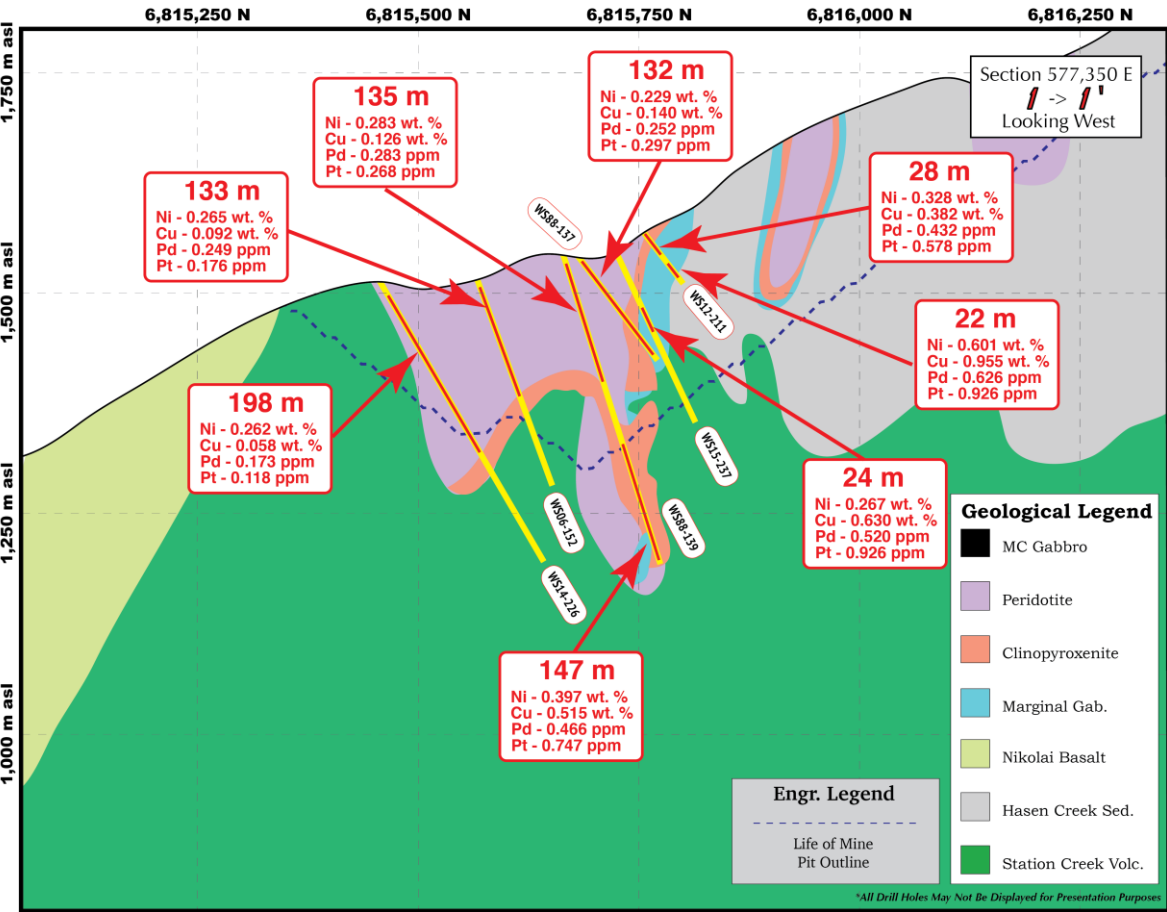 6,815,250 N
6,815,500 N
6,815,750 N
6,816,000 N
6,816,250 N
1,750 m asl
1,500 m asl
1,250 m asl
1,000 m asl
Section 577,350 E
1 -> 1'
Looking West
132 m
Ni - 0.229 wt. %
Cu - 0.140 wt. %
Pd - 0.252 ppm
Pt - 0.297 ppm
135 m
Ni - 0.283 wt. %
Cu - 0.126 wt. %
Pd - 0.283 ppm
Pt - 0.268 ppm
133 m
Ni - 0.265 wt. %
Cu - 0.092 wt. %
Pd - 0.249 ppm
Pt - 0.176 ppm
28 m
Ni - 0.328 wt. %
Cu - 0.382 wt. %
Pd - 0.432 ppm
Pt - 0.578 ppm
WS88-137
WS12-211
22 m
Ni - 0.601 wt. %
Cu - 0.955 wt. %
Pd - 0.626 ppm
Pt - 0.926 ppm
198 m
Ni - 0.262 wt. %
Cu - 0.058 wt. %
Pd - 0.173 ppm
Pt - 0.118 ppm
WS15-237
24 m
Ni - 0.267 wt. %
Cu - 0.630 wt. %
Pd - 0.520 ppm
Pt - 0.926 ppm
WS06-152
WS88-139
WS14-226
147 m
Ni - 0.397 wt. %
Cu - 0.515 wt. %
Pd - 0.466 ppm
Pt - 0.747 ppm
Geological Legend
MC Gabbro
Peridotite
Clinopyroxenite
Marginal Gab.
Nikolai Basalt
Hasen Creek Sed.
Station Creek Volc.
Engr. Legend
Life of Mine
Pit Outline
*All Drill Holes May Not Be Displayed for Presentation Purposes